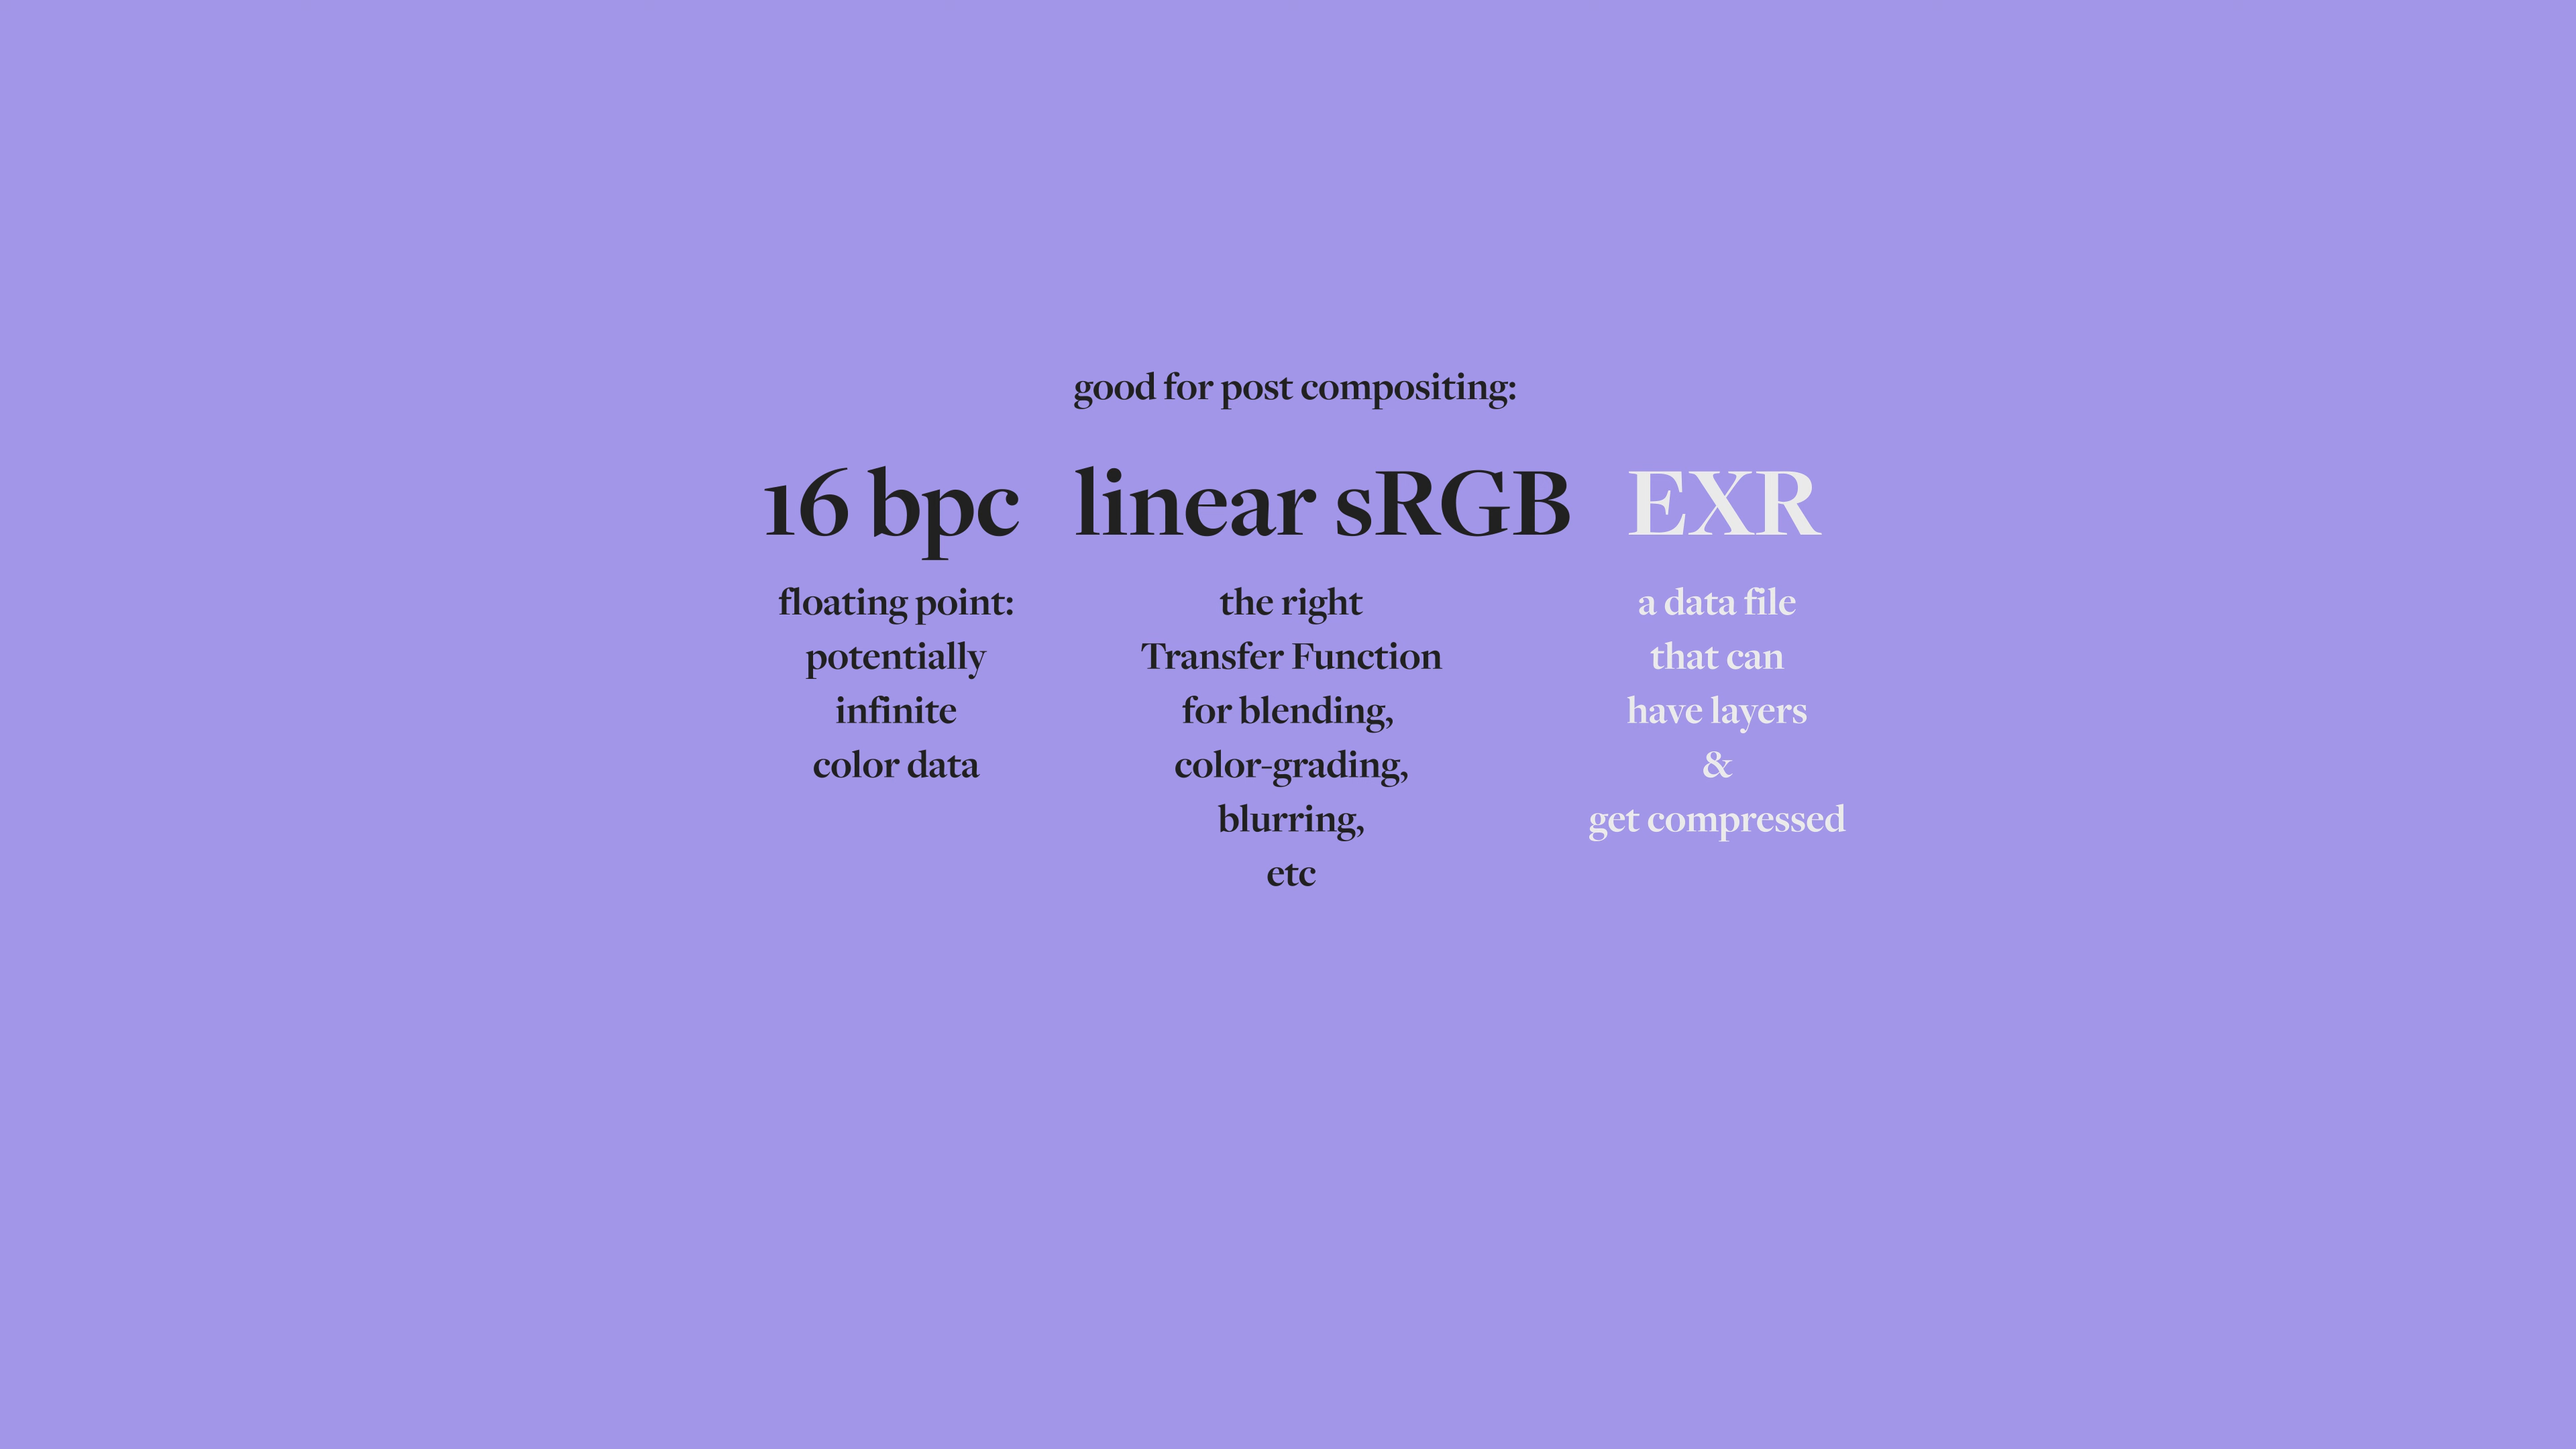 good for post compositing:
16 bpc
floating point:
potentially
infinite
color data
linear sRGB
the right
Transfer Function
for blending,
color-grading,
blurring,
etc
EXR
a data file
that can
have layers
&
get compressed